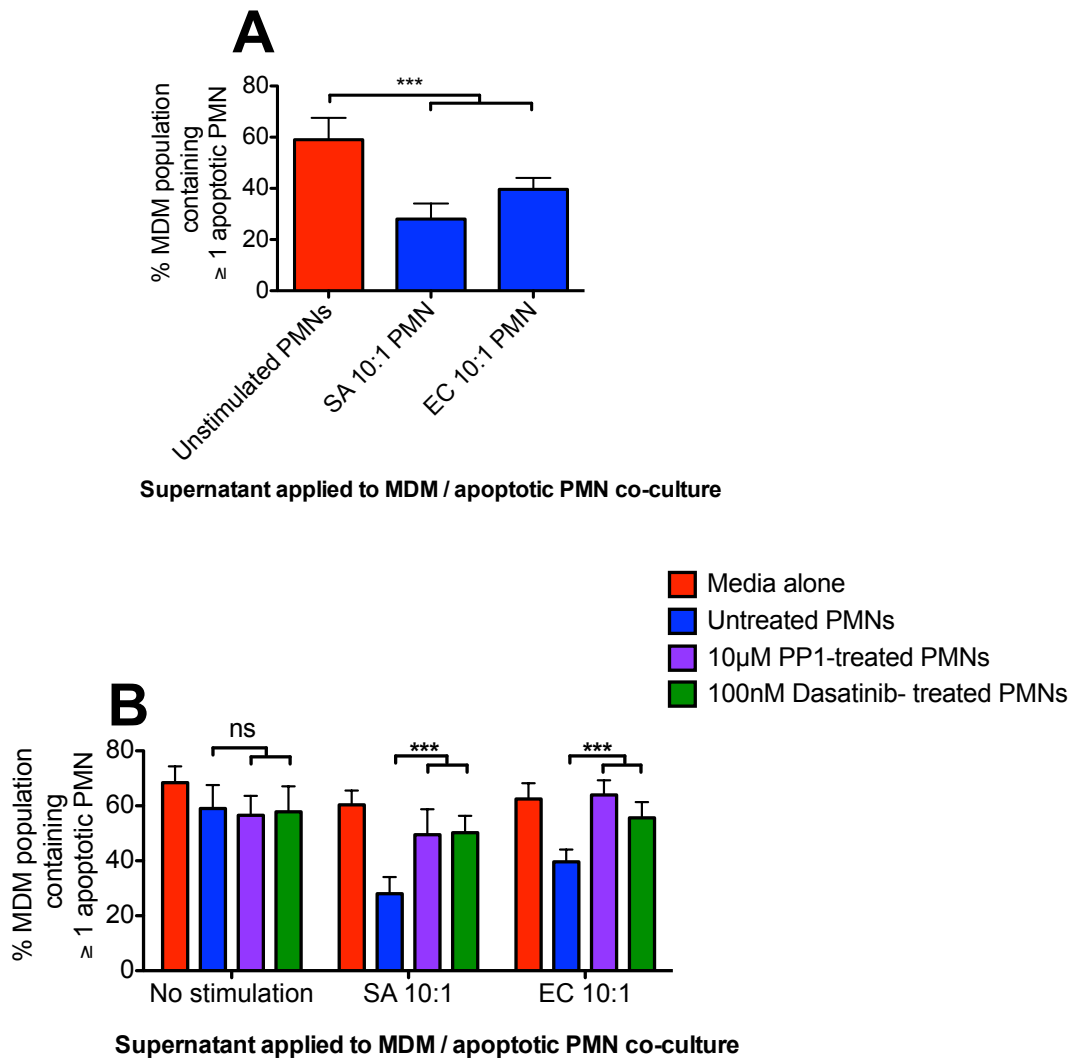 A
% MDM population
containing
≥ 1 apoptotic PMN
80
60
40
20
0
***
Unstimulated PMNs
SA 10:1 PMN
EC 10:1 PMN
Supernatant applied to MDM / apoptotic PMN co-culture
Media alone
Untreated PMNs
10µM PP1-treated PMNs
100nM Dasatinib- treated PMNs
B
% MDM population
containing
≥ 1 apoptotic PMN
80
60
40
20
0
ns
***
***
No stimulation
SA 10:1
EC 10:1
Supernatant applied to MDM / apoptotic PMN co-culture